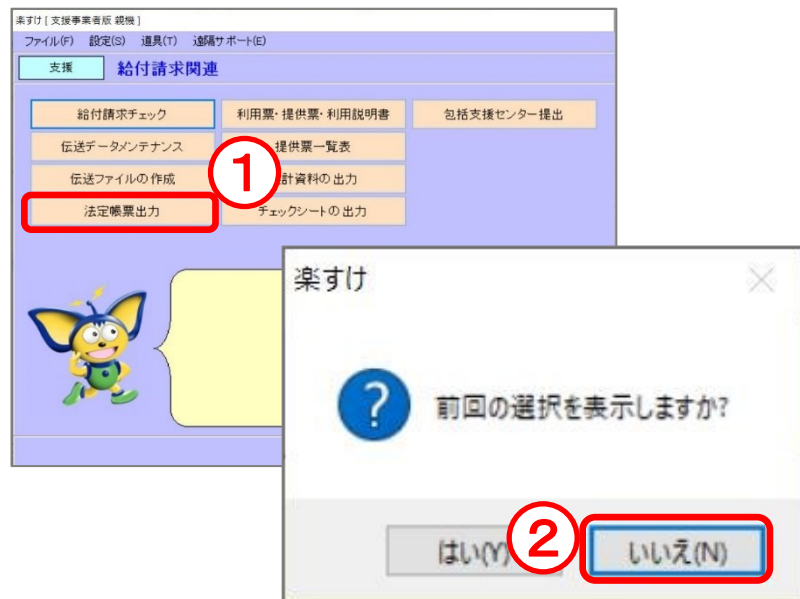 楽すけ [ 支援事業者版 親機 ]
ファイル(F) 設定(S) 道具(T) 遠隔サポート(E)
支援 給付請求関連
給付請求チェック 利用票・提供票・利用説明書 包括支援センター提出
伝送データメンテナンス 提供票一覧表
伝送ファイルの作成 計資料の出力
①
法定帳票出力 チェックシートの出力
楽すけ
前回の選択を表示しますか?
はい(Y) ② いいえ(N)